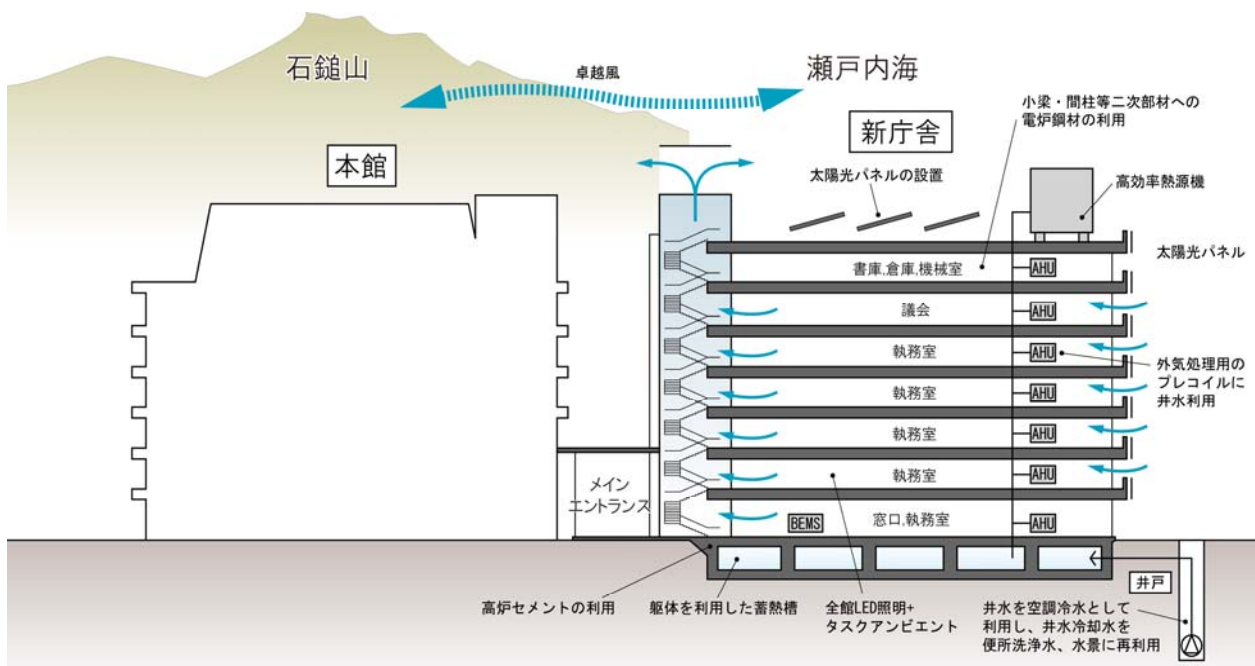 石鎚山
卓越風
瀬戸内海
小梁・間柱等二次部材への
電炉鋼材の利用
本館
新庁舎
太陽光パネルの設置
高効率熱源機
太陽光パネル
書庫,倉庫,機械室
AHU
議会
AHU
執務室
AHU
外気処理用の
プレコイルに
井水利用
執務室
AHU
執務室
AHU
執務室
AHU
メイン
エントランス
BEMS
窓口,執務室
AHU
井戸
高炉セメントの利用
躯体を利用した蓄熱槽
全館LED照明+
タスクアンビエント
井水を空調冷水として
利用し、井水冷却水を
便所洗浄水、水景に再利用